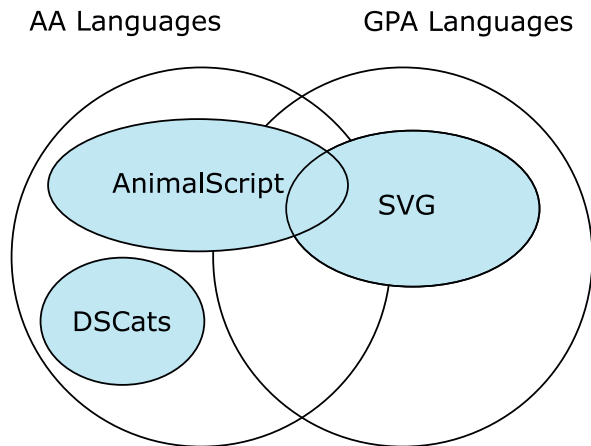 AA Languages
GPA Languages
AnimalScript
SVG
DSCats